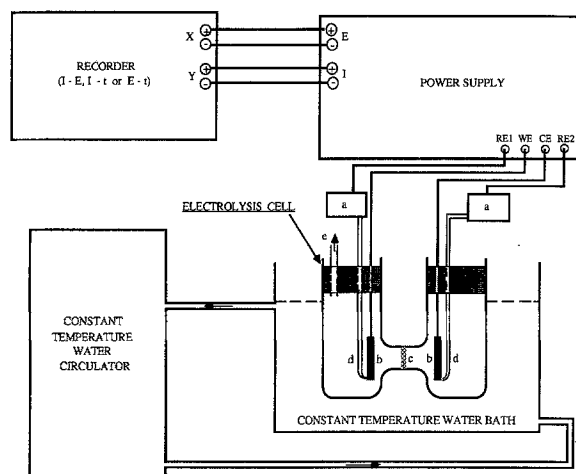 RECORDER
(I - E, I - t or E - t)
X
Y
E
I
POWER SUPPLY
RE1 WE CE RE2
a
a
ELECTROLYSIS CELL
e
d b c b d
CONSTANT
TEMPERATURE
WATER
CIRCULATOR
CONSTANT TEMPERATURE WATER BATH